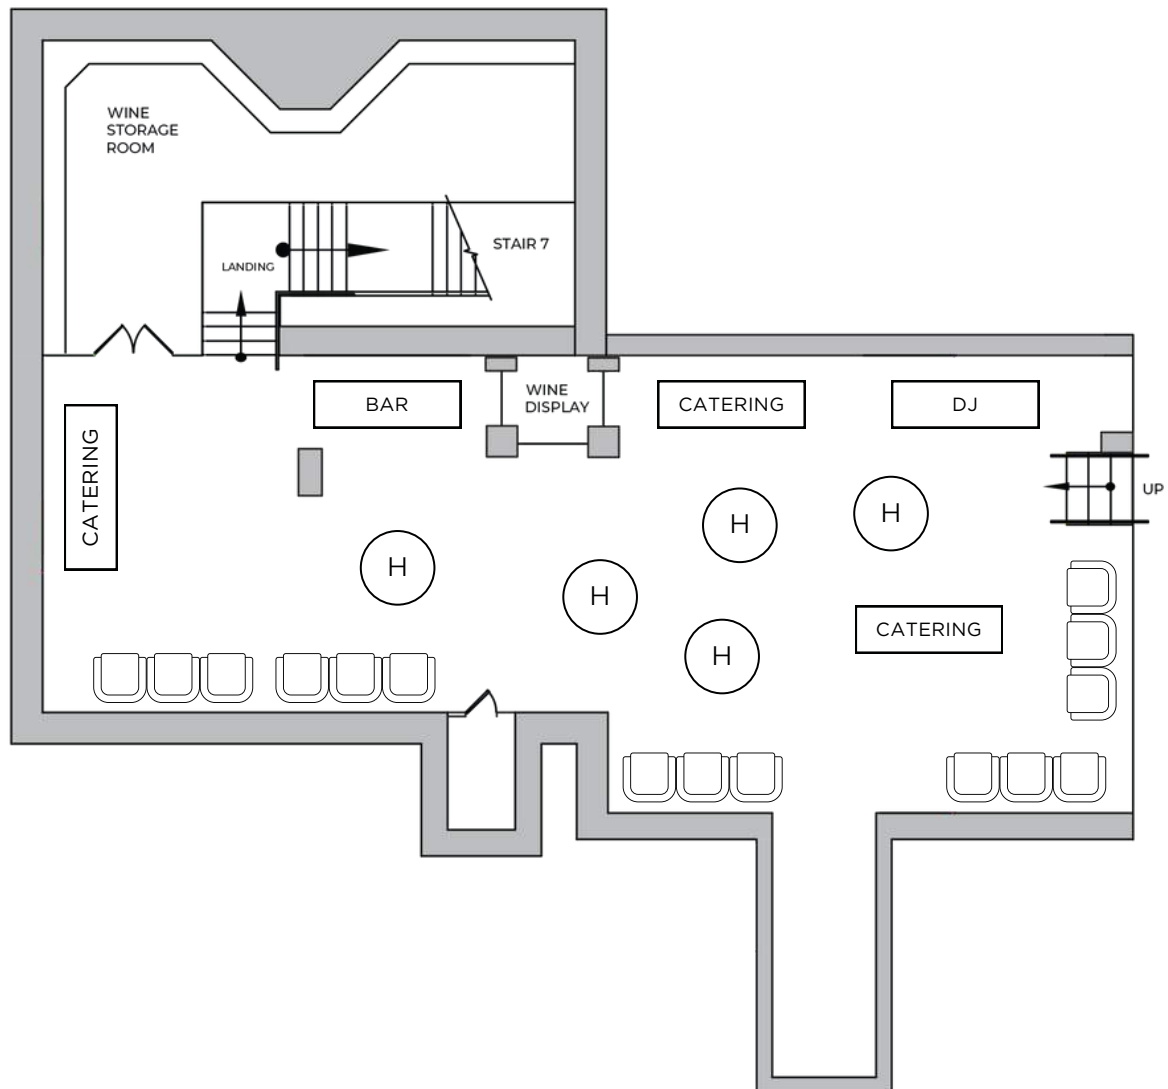 WINE
STORAGE
ROOM
STAIR 7
LANDING
BAR
WINE
DISPLAY
CATERING
DJ
CATERING
UP
H
H
H
H
H
CATERING